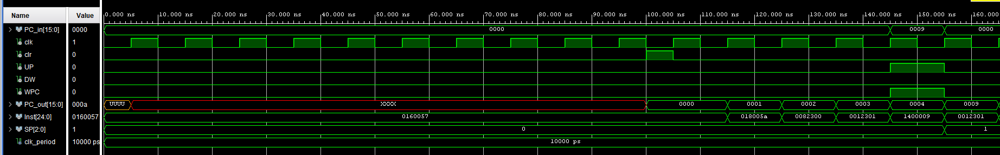 Name Value 0.000 ns 10.000 ns 20.000 ns 30.000 ns 40.000 ns 50.000 ns 60.000 ns 70.000 ns 80.000 ns 90.000 ns 100.000 ns 110.000 ns 120.000 ns 130.000 ns 140.000 ns 150.000 ns 160.000
PC_in[15:0] 0000 0000 0009 0000
clk 1
clr 0
UP 0
DW 0
WPC 0
PC_out[15:0] 000a UUUU XXXX 0000 0001 0002 0003 0004 0009
Inst[24:0] 0160057 0160057 018005a 0082300 0012301 1400009 0012301
SP[2:0] 1 0 1
clk_period 10000 ps 10000 ps